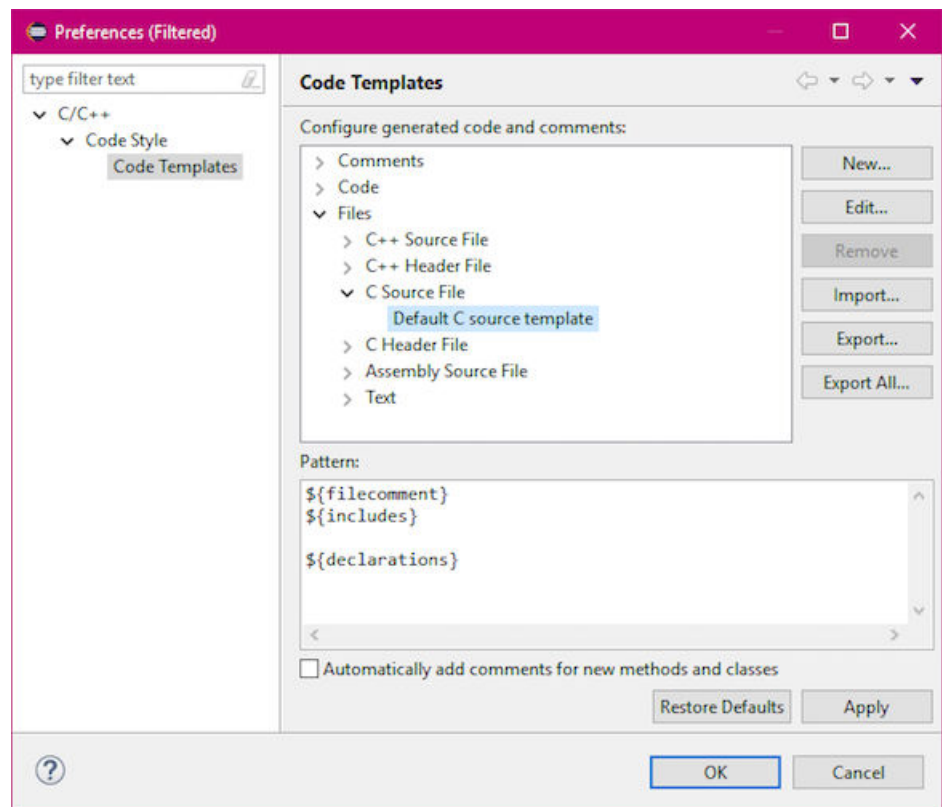 Preferences (Filtered)
type filter text
C/C++
Code Style
Code Templates
Code Templates
Configure generated code and comments:
Comments
Code
Files
C++ Source File
C++ Header File
C Source File
Default C source template
C Header File
Assembly Source File
Text
New...
Edit...
Remove
Import...
Export...
Export All...
Pattern:
${filecomment}
${includes}
${declarations}
Automatically add comments for new methods and classes
Restore Defaults
Apply
OK
Cancel